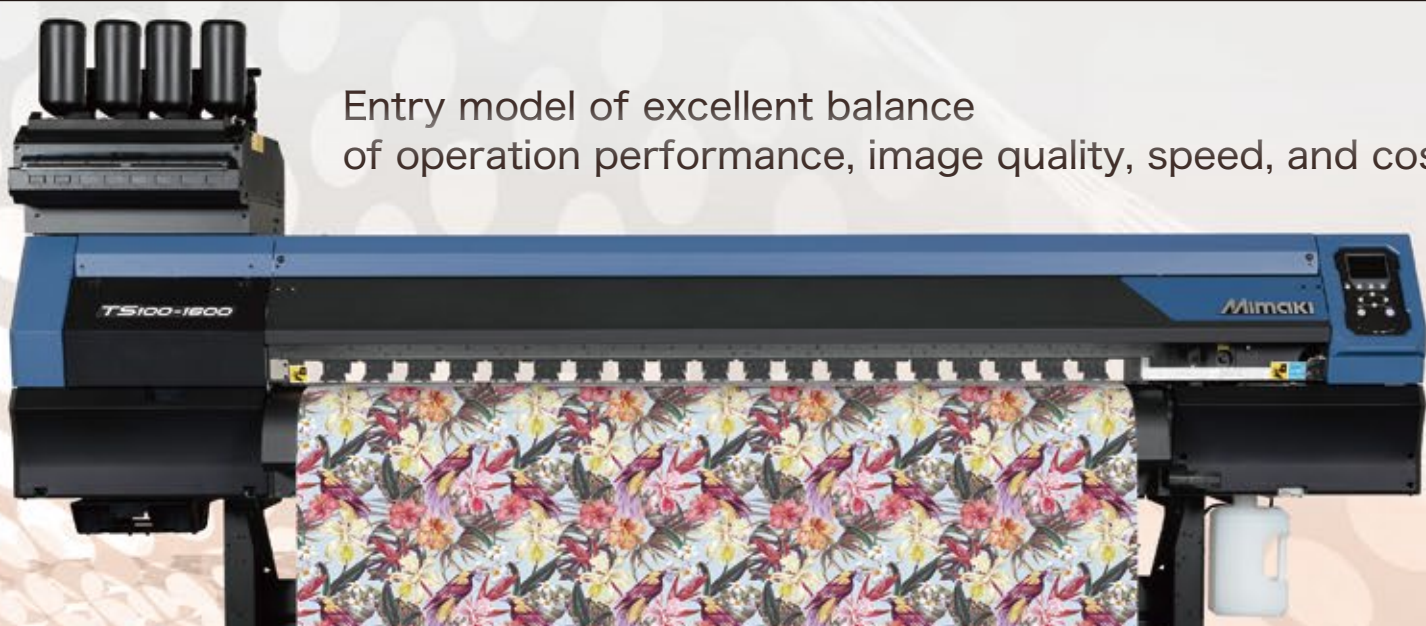 Entry model of excellent balance
of operation performance, image quality, speed, and cos
TS100-1600
Mimaki